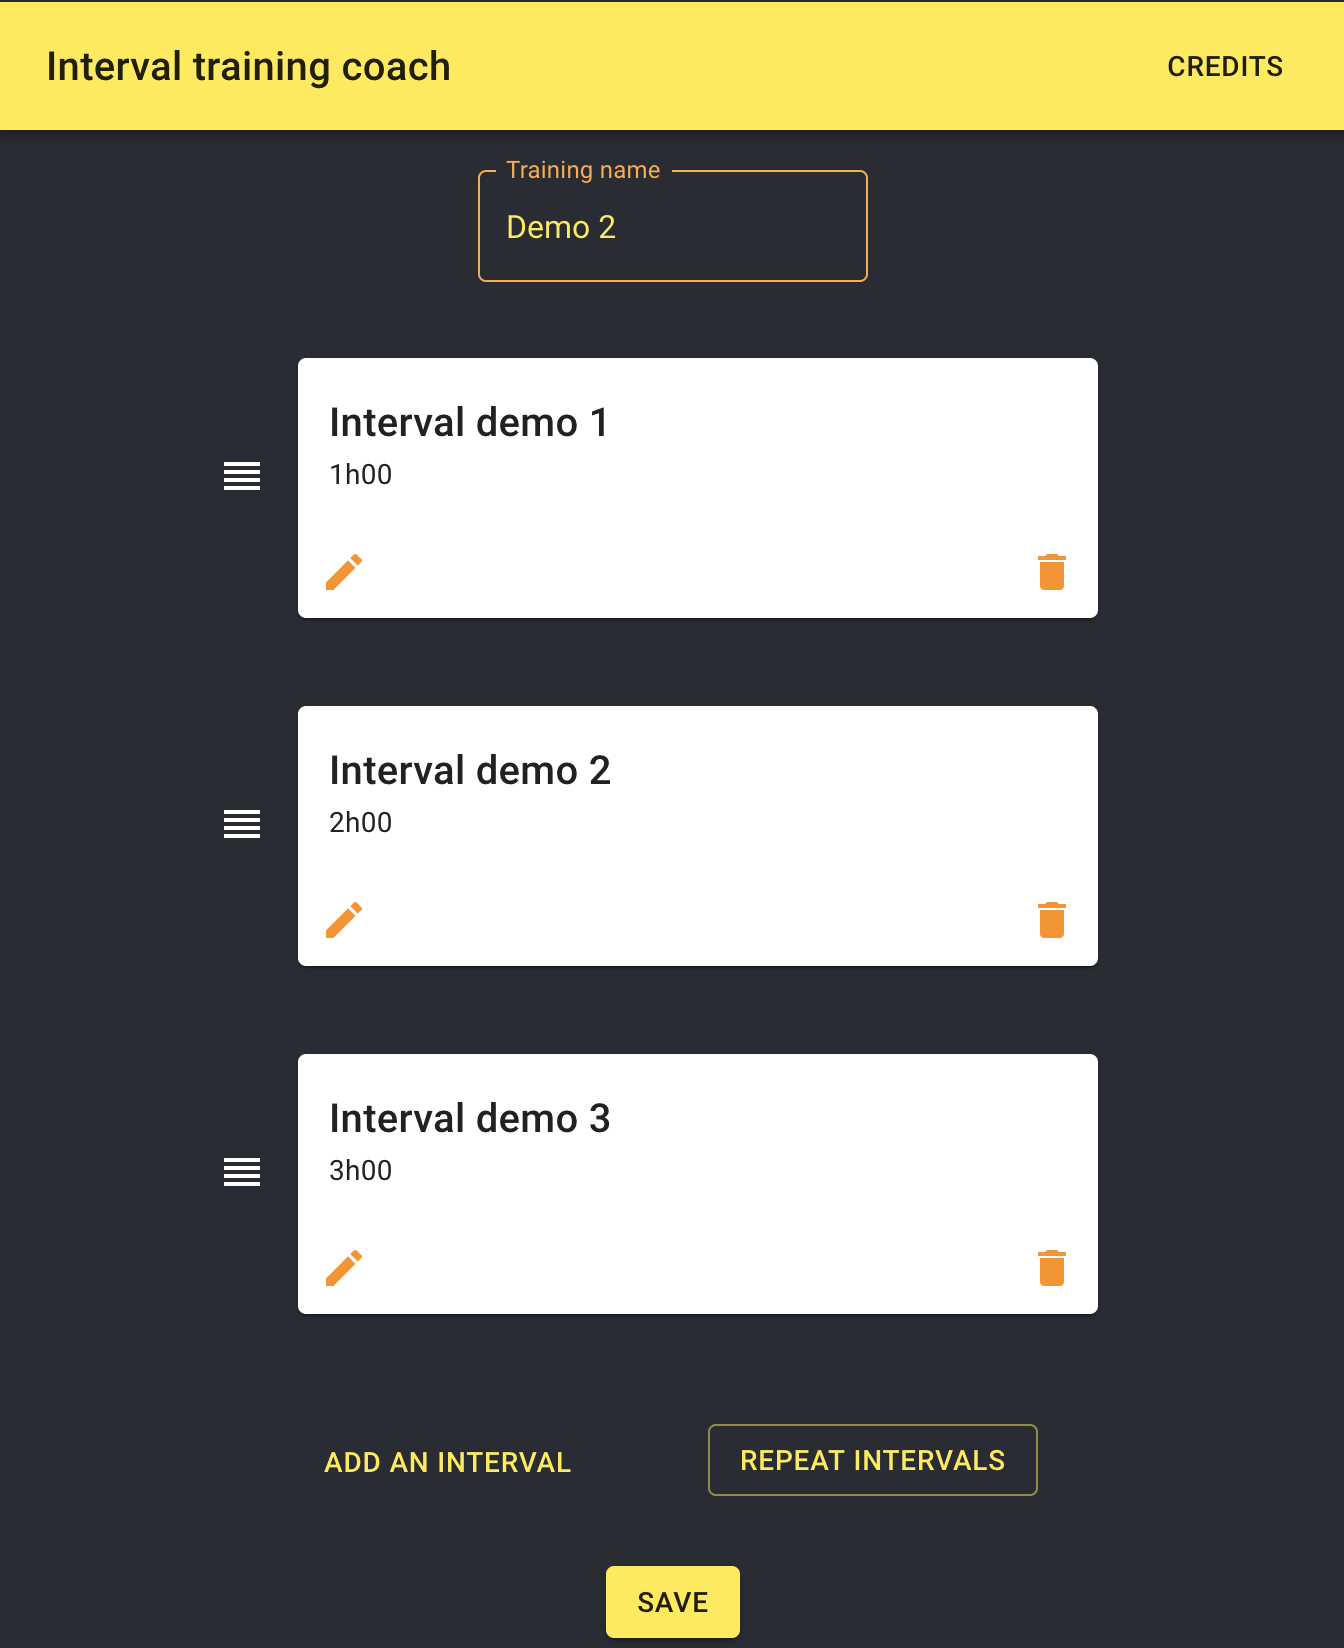 Interval training coach
CREDITS
Training name
Demo 2
Interval demo 1
1h00
Interval demo 2
2h00
Interval demo 3
3h00
ADD AN INTERVAL
REPEAT INTERVALS
SAVE